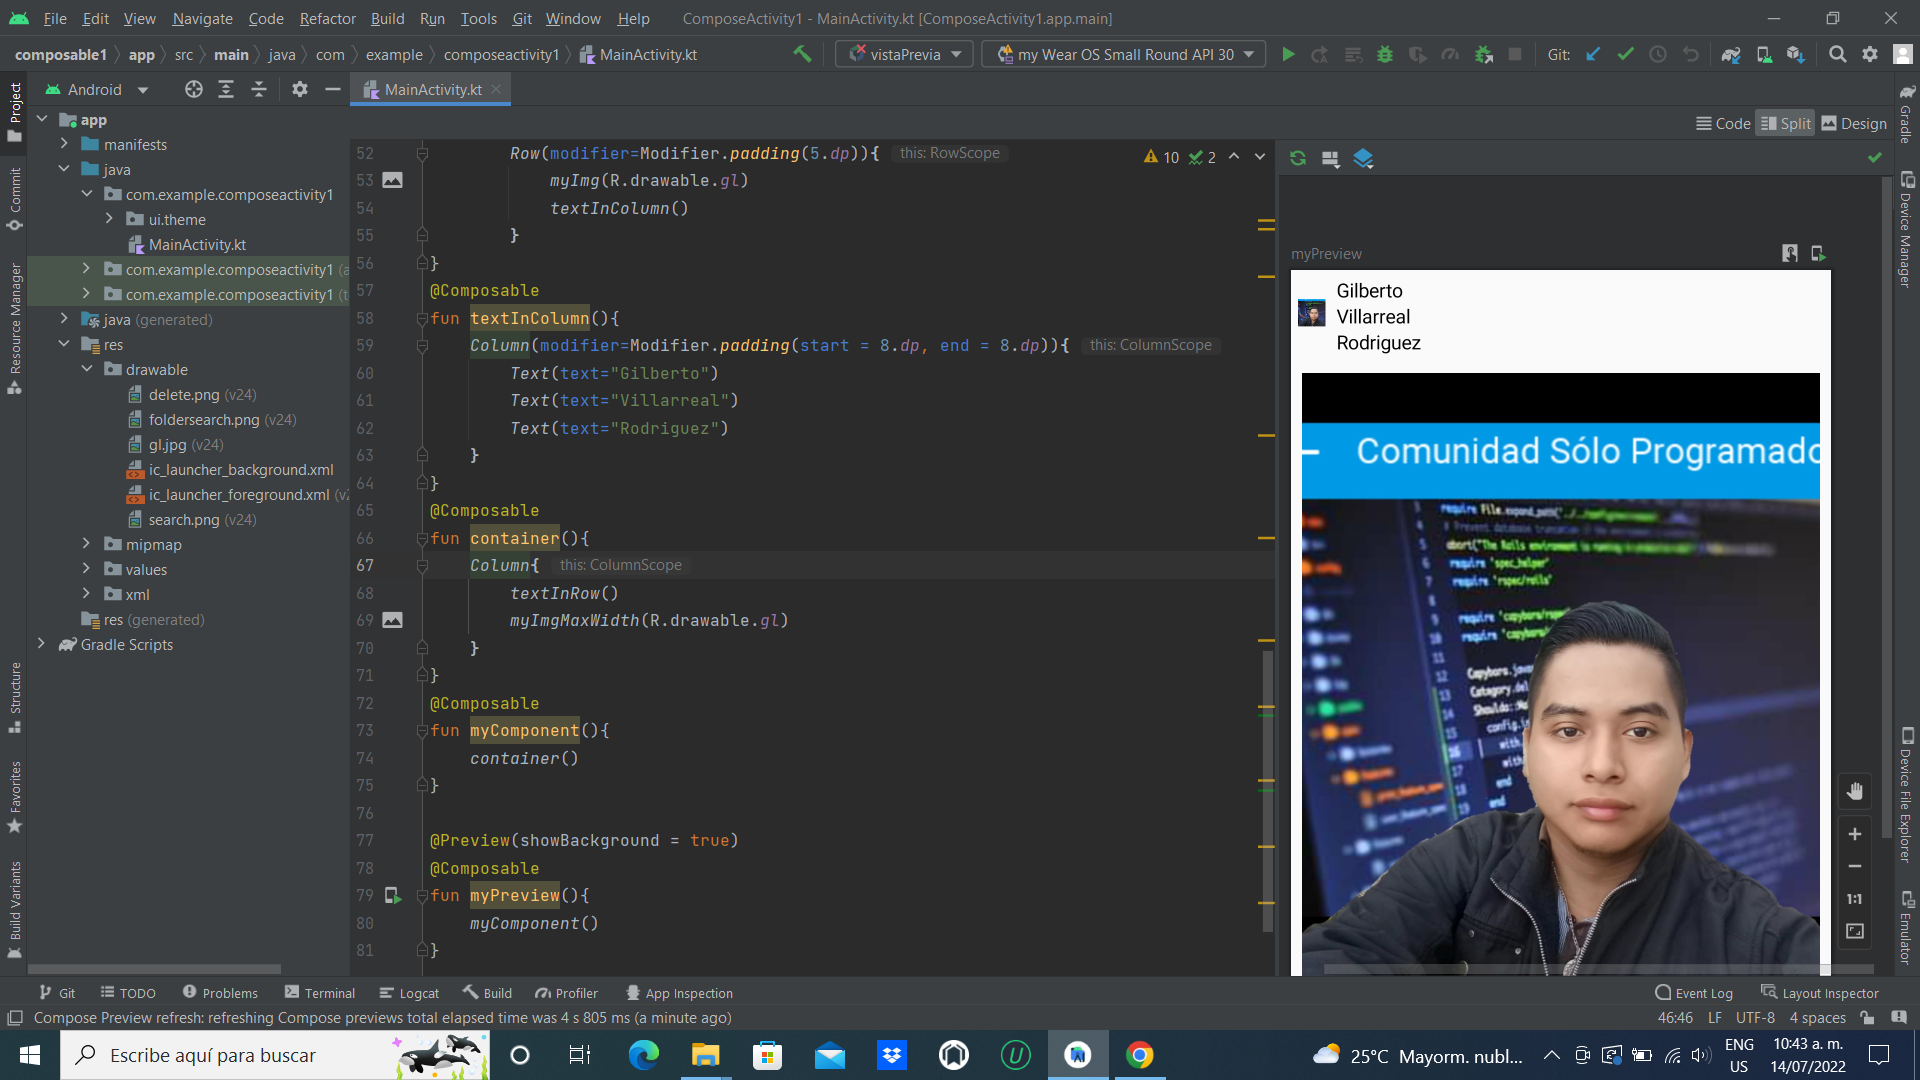 File Edit View Navigate Code Refactor Build Run Tools Git Window Help ComposeActivity1 - MainActivity.kt [ComposeActivity1.app.main]
composable1 app src main java com example composeactivity1 MainActivity.kt vistaPrevia my Wear OS Small Round API 30 Git:
Project
Commit
Resource Manager
Structure
Favorites
Build Variants
Android
app
manifests
java
com.example.composeactivity1
ui.theme
MainActivity.kt
com.example.composeactivity1 (a
com.example.composeactivity1 (t
java (generated)
res
drawable
delete.png (v24)
foldersearch.png (v24)
gl.jpg (v24)
ic_launcher_background.xml
ic_launcher_foreground.xml (v2
search.png (v24)
mipmap
values
xml
res (generated)
Gradle Scripts
MainActivity.kt
Code Split Design
10 2
52 Row(modifier=Modifier.padding(5.dp)){ this: RowScope
53 myImg(R.drawable.gl)
54 textInColumn()
55 }
56 }
57 @Composable
58 fun textInColumn(){
59 Column(modifier=Modifier.padding(start = 8.dp, end = 8.dp)){ this: ColumnScope
60 Text(text="Gilberto")
61 Text(text="Villarreal")
62 Text(text="Rodriguez")
63 }
64 }
65 @Composable
66 fun container(){
67 Column{ this: ColumnScope
68 textInRow()
69 myImgMaxWidth(R.drawable.gl)
70 }
71 }
72 @Composable
73 fun myComponent(){
74 container()
75 }
76
77 @Preview(showBackground = true)
78 @Composable
79 fun myPreview(){
80 myComponent()
81 }
myPreview
Gilberto
Villarreal
Rodriguez
Comunidad Sólo Programado
require 'spec_helper'
require 'rspec/rails'
end
end
1:1
Gradle
Device Manager
Device File Explorer
Emulator
Git TODO Problems Terminal Logcat Build Profiler App Inspection Event Log Layout Inspector
Compose Preview refresh: refreshing Compose previews total elapsed time was 4 s 805 ms (a minute ago) 46:46 LF UTF-8 4 spaces
Escribe aquí para buscar
25°C Mayorm. nubl...
ENG
US
10:43 a. m.
14/07/2022